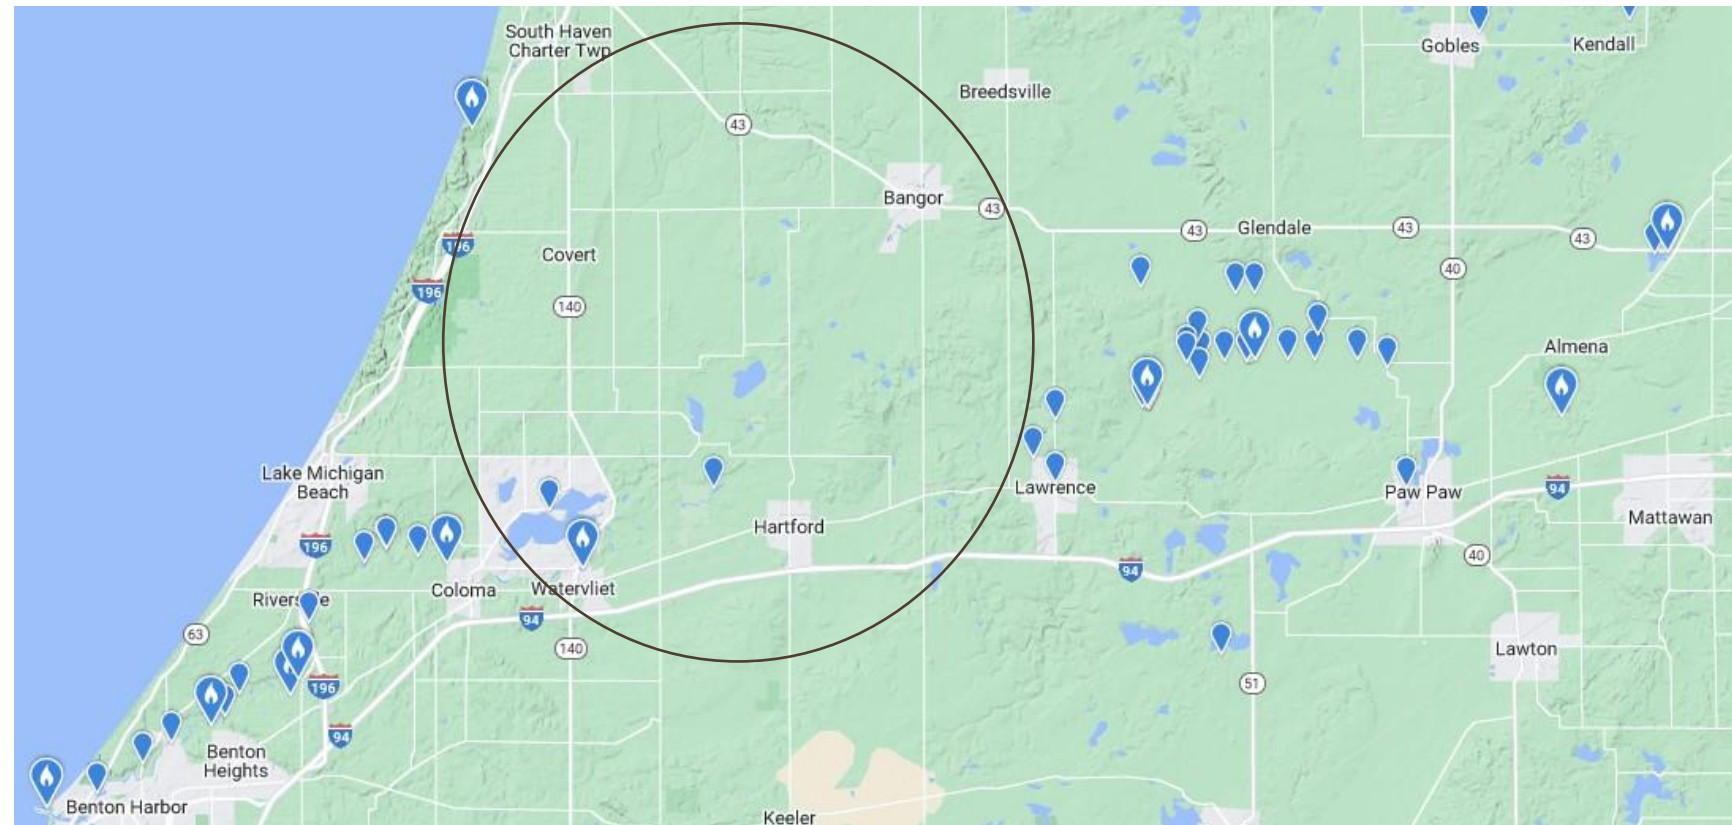 South Haven
Charter Twp
Gobles
Kendall
Breedsville
43
Bangor
43
43
Glendale
43
43
196
Covert
40
196
140
Almena
Lake Michigan
Beach
Lawrence
Paw Paw
94
Hartford
Mattawan
196
40
94
Coloma
Watervliet
94
63
140
Lawton
196
51
94
Benton
Heights
Benton Harbor
Keeler